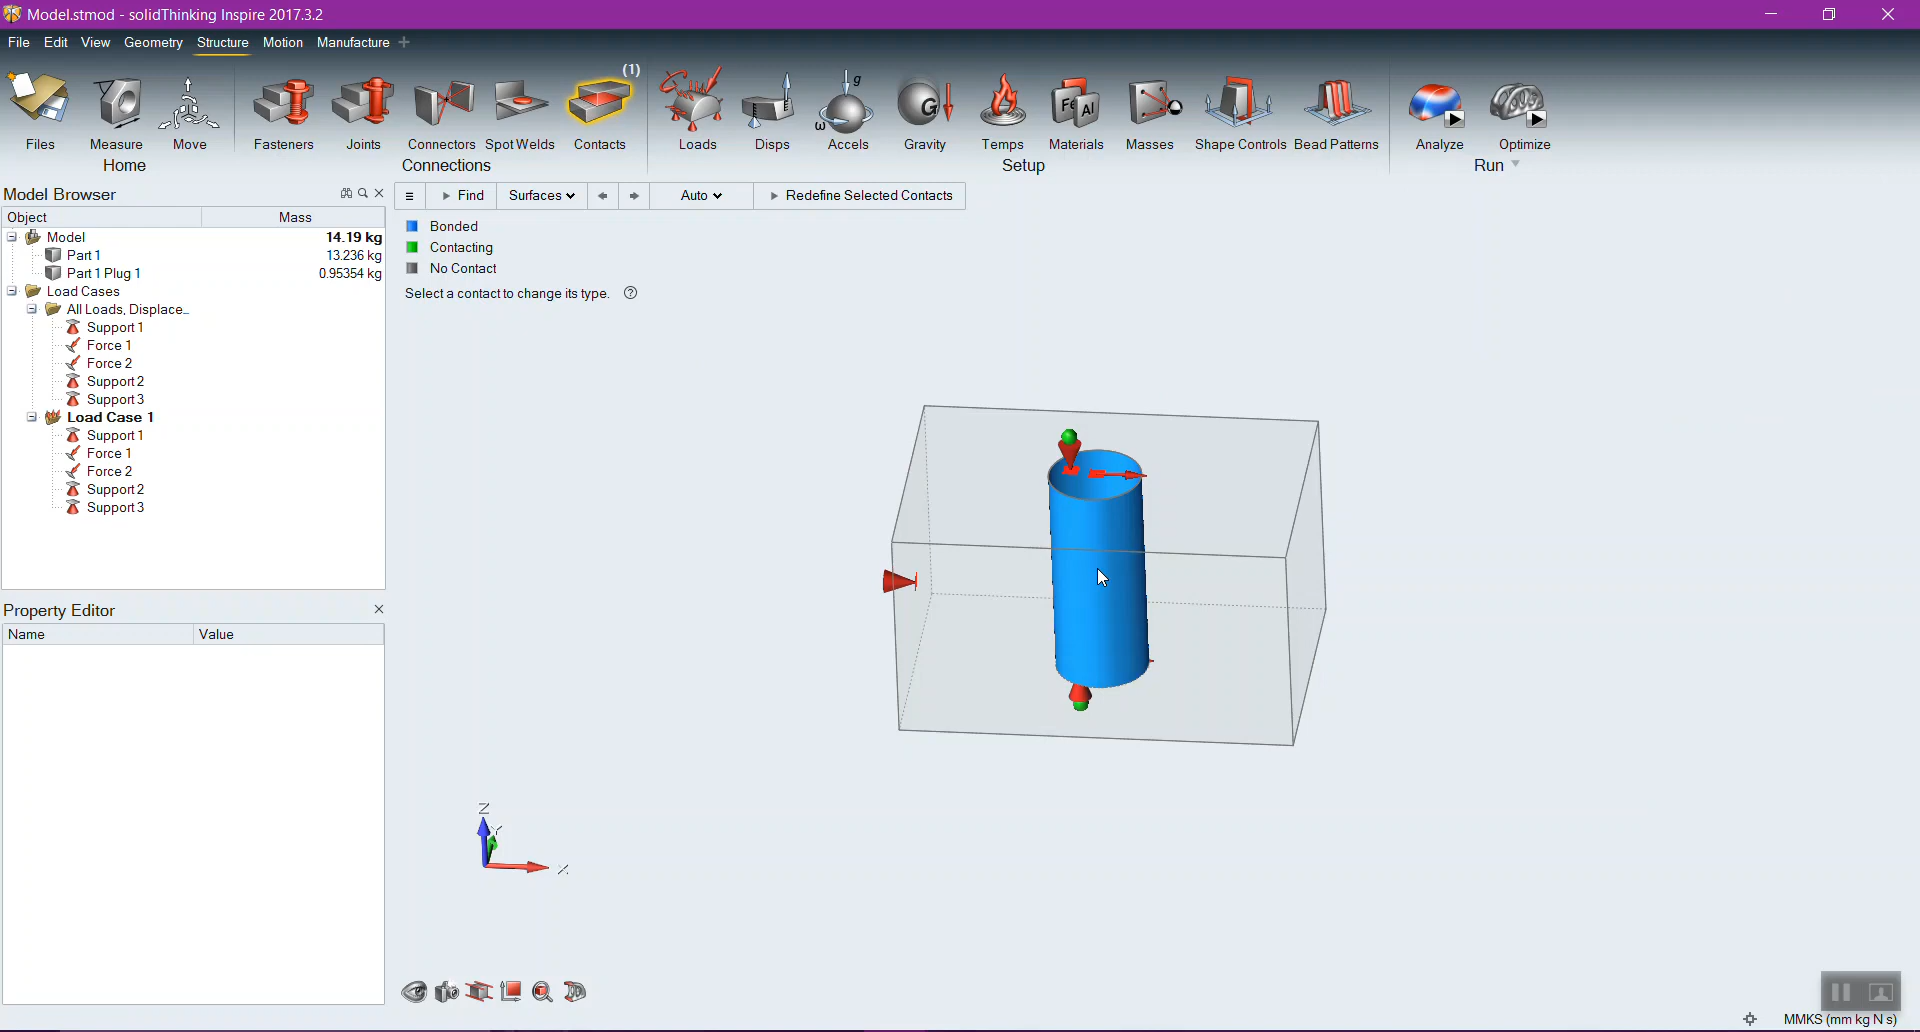 Model.stmod - solidThinking Inspire 2017.3.2
File Edit View Geometry Structure Motion Manufacture
(1)
g
G
Fe Al
ω
Files Measure Move Fasteners Joints Connectors Spot Welds Contacts Loads Disps Accels Gravity Temps Materials Masses Shape Controls Bead Patterns Analyze Optimize
Home Connections Setup Run
Model Browser
Object Mass
Model 14.19 kg
Part 1 13.236 kg
Part 1 Plug 1 0.95354 kg
Load Cases
All Loads, Displace...
Support 1
Force 1
Force 2
Support 2
Support 3
Load Case 1
Support 1
Force 1
Force 2
Support 2
Support 3
Find Surfaces Auto Redefine Selected Contacts
Bonded
Contacting
No Contact
Select a contact to change its type.
Property Editor
Name Value
Z
Y
X
MMKS (mm kg N s)